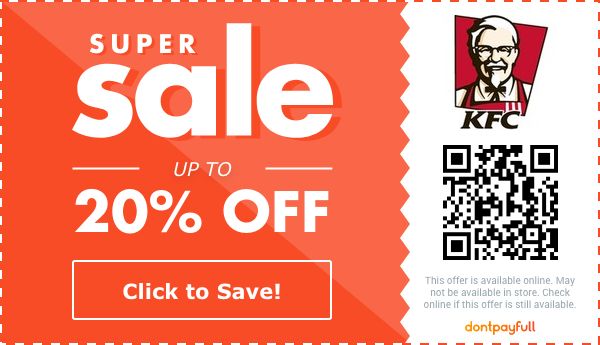 SUPER
sale
UP TO
20% OFF
Click to Save!
KFC
This offer is available online. May
not be available in store. Check
online if this offer is still available.
dontpayfull